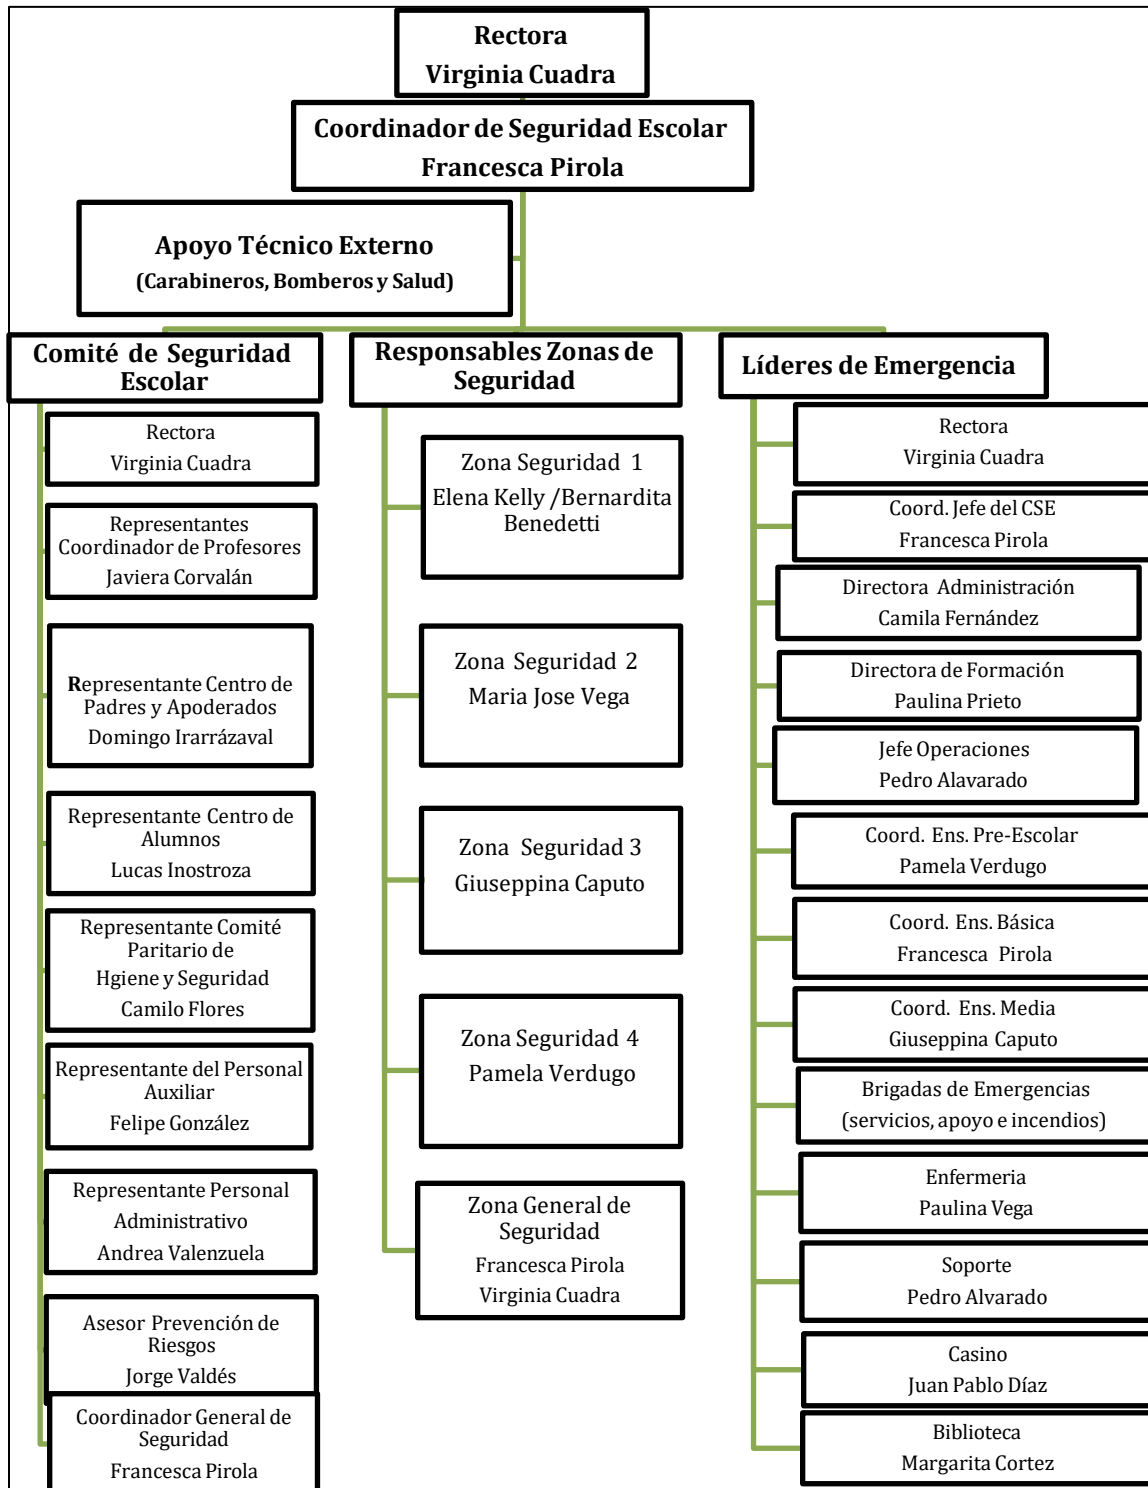 Rectora
Virginia Cuadra
Coordinador de Seguridad Escolar
Francesca Pirola
Apoyo Técnico Externo
(Carabineros, Bomberos y Salud)
Comité de Seguridad
Escolar
Rectora
Virginia Cuadra
Representantes
Coordinador de Profesores
Javiera Corvalán
Representante Centro de
Padres y Apoderados
Domingo Irarrázaval
Representante Centro de
Alumnos
Lucas Inostroza
Representante Comité
Paritario de
Hgiene y Seguridad
Camilo Flores
Representante del Personal
Auxiliar
Felipe González
Representante Personal
Administrativo
Andrea Valenzuela
Asesor Prevención de
Riesgos
Jorge Valdés
Coordinador General de
Seguridad
Francesca Pirola
Responsables Zonas de
Seguridad
Zona Seguridad 1
Elena Kelly /Bernardita
Benedetti
Zona Seguridad 2
Maria Jose Vega
Zona Seguridad 3
Giuseppina Caputo
Zona Seguridad 4
Pamela Verdugo
Zona General de
Seguridad
Francesca Pirola
Virginia Cuadra
Líderes de Emergencia
Rectora
Virginia Cuadra
Coord. Jefe del CSE
Francesca Pirola
Directora Administración
Camila Fernández
Directora de Formación
Paulina Prieto
Jefe Operaciones
Pedro Alavarado
Coord. Ens. Pre-Escolar
Pamela Verdugo
Coord. Ens. Básica
Francesca Pirola
Coord. Ens. Media
Giuseppina Caputo
Brigadas de Emergencias
(servicios, apoyo e incendios)
Enfermeria
Paulina Vega
Soporte
Pedro Alvarado
Casino
Juan Pablo Díaz
Biblioteca
Margarita Cortez